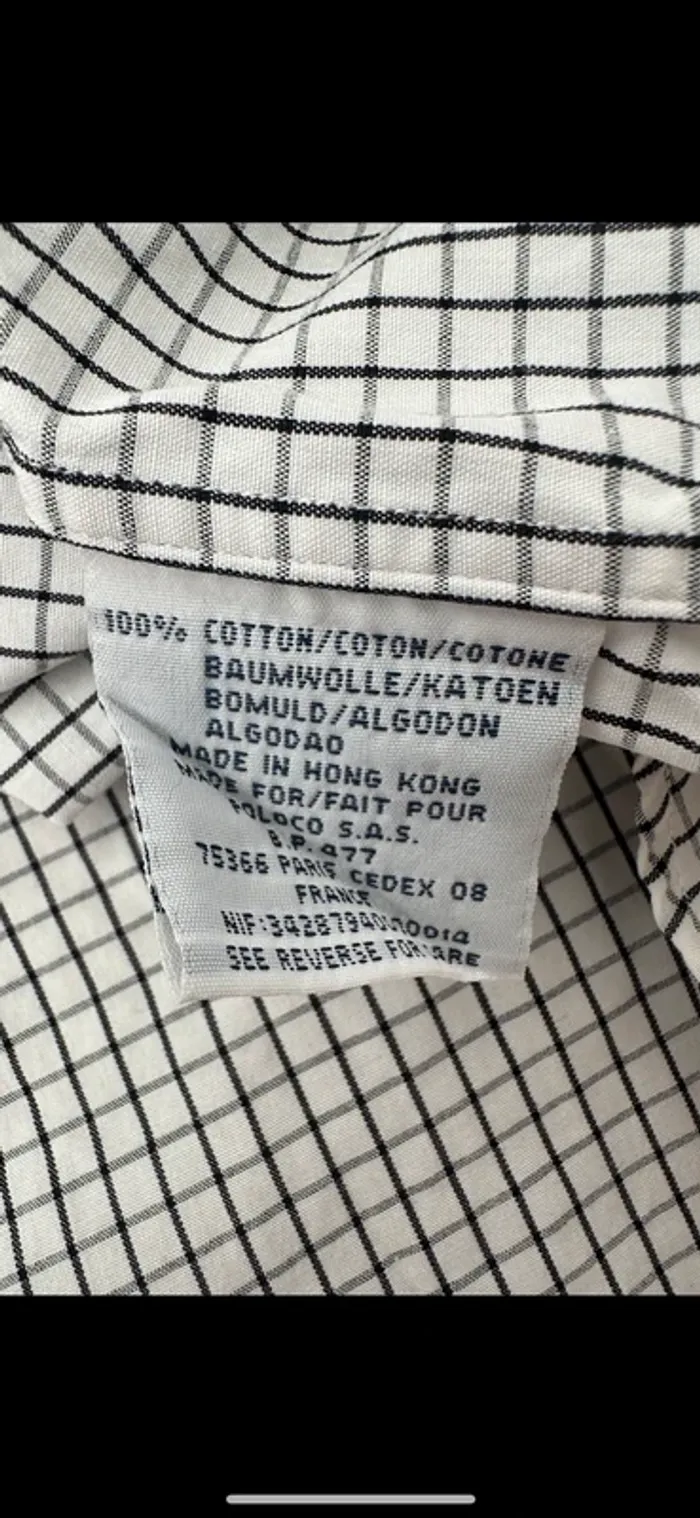 100% COTTON/COTON/COTONE
BAUMWOLLE/KATOEN
BOMULD/ALGODON
ALGODAO
MADE IN HONG KONG
MADE FOR/FAIT POUR
POLOCO S.A.S.
B.P. 477
75366 PARIS CEDEX 08
FRANCE
SEE REVERSE FOR